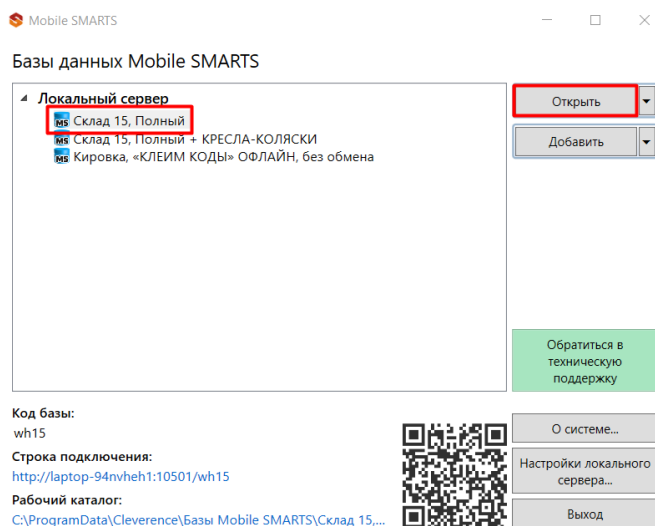 Mobile SMARTS
Базы данных Mobile SMARTS
Локальный сервер
Склад 15, Полный
Склад 15, Полный + КРЕСЛА-КОЛЯСКИ
Кировка, «КЛЕИМ КОДЫ» ОФЛАЙН, без обмена
Открыть
Добавить
Обратиться в
техническую
поддержку
Код базы:
wh15
Строка подключения:
http://laptop-94nvheh1:10501/wh15
Рабочий каталог:
C:\ProgramData\Cleverence\Базы Mobile SMARTS\Склад 15,...
О системе...
Настройки локального
сервера...
Выход